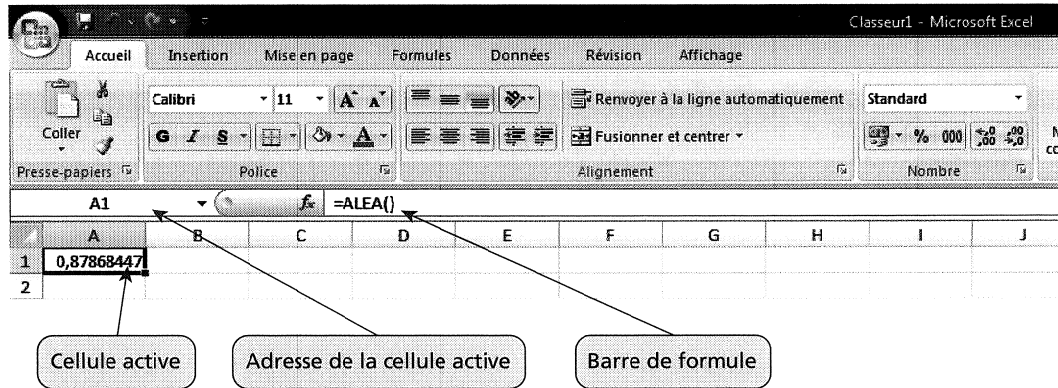 Classeur1 - Microsoft Excel
Accueil Insertion Mise en page Formules Données Révision Affichage
Calibri 11 A A Renvoyer à la ligne automatiquement Standard
Coller G I S A Fusionner et centrer % 000 ,00 ,00
Presse-papiers Police Alignement Nombre
A1 fx =ALEA()
A B C D E F G H I J
1 0,87868447
2
Cellule active Adresse de la cellule active Barre de formule